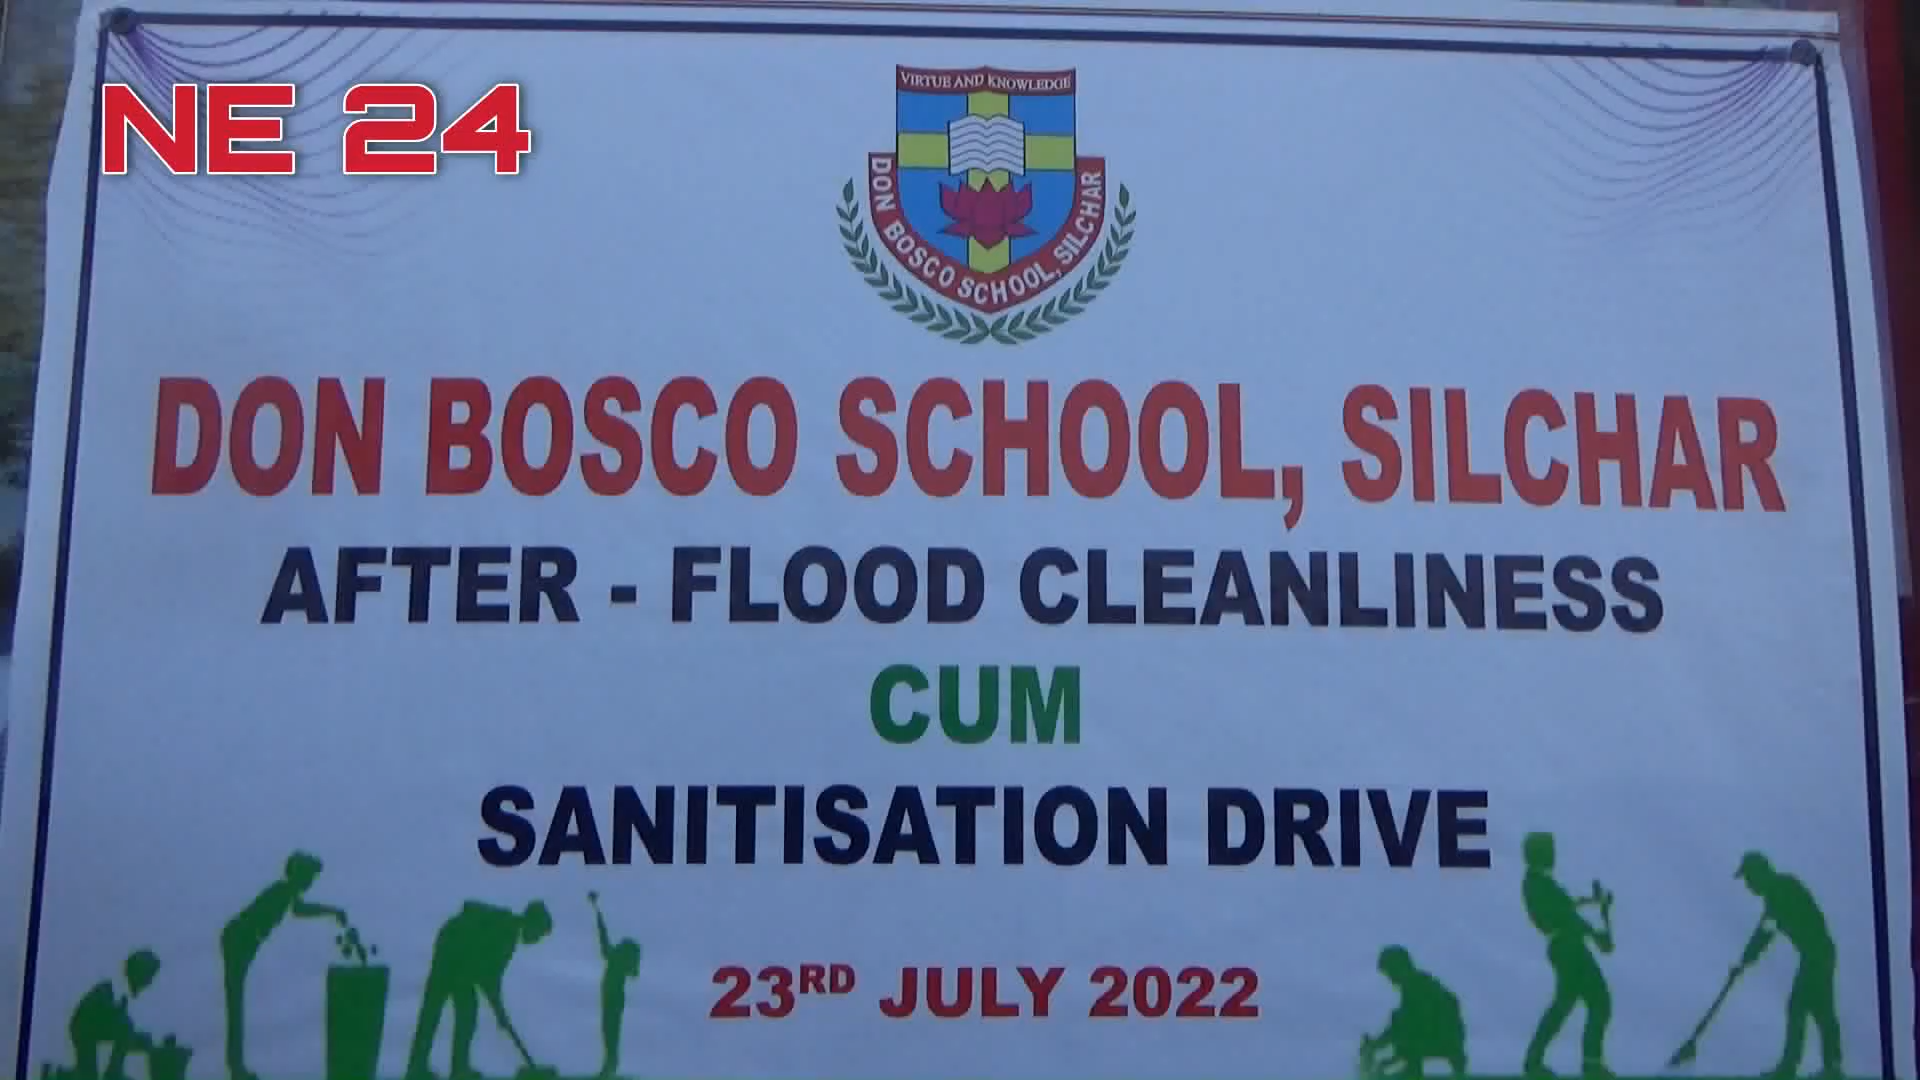 NE 24
VIRTUE AND KNOWLEDGE
DON BOSCO SCHOOL, SILCHAR
DON BOSCO SCHOOL, SILCHAR
AFTER - FLOOD CLEANLINESS
CUM
SANITISATION DRIVE
23RD JULY 2022